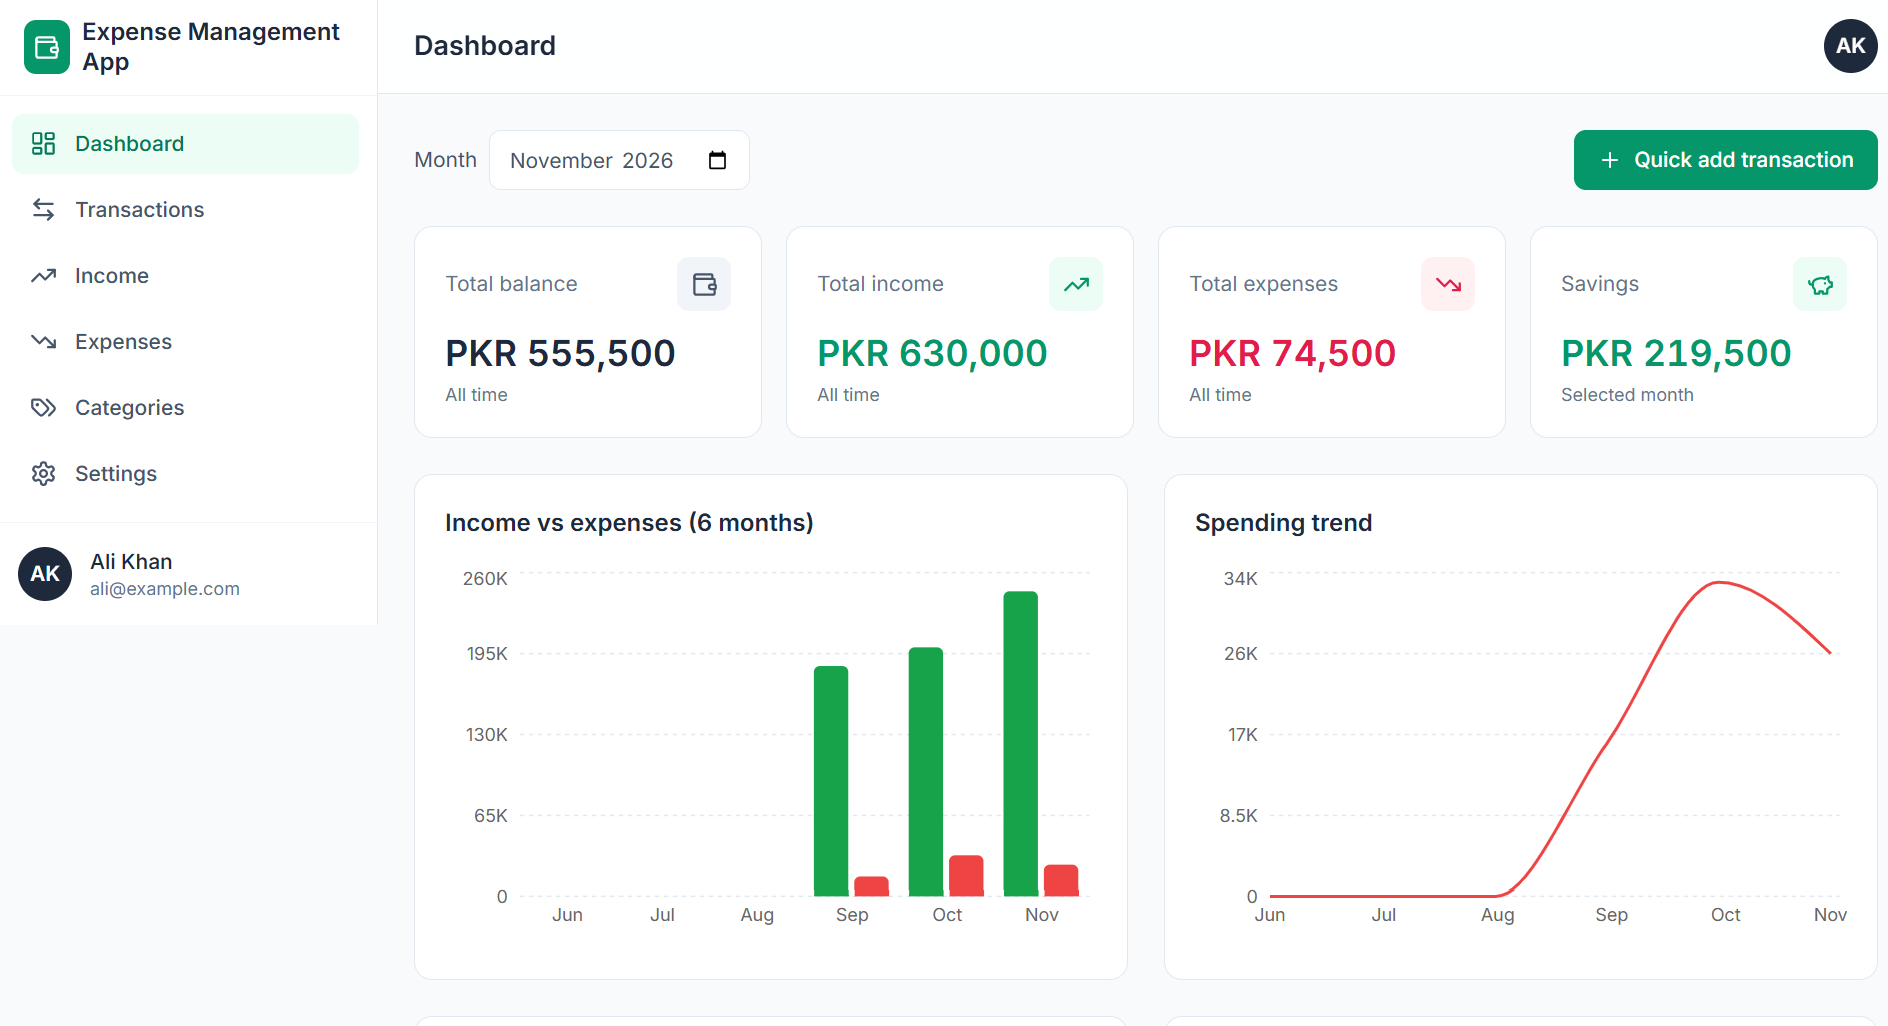 Expense Management
App
Dashboard
Transactions
Income
Expenses
Categories
Settings
AK
Ali Khan
ali@example.com
Dashboard
AK
Month
November 2026
Quick add transaction
Total balance
PKR 555,500
All time
Total income
PKR 630,000
All time
Total expenses
PKR 74,500
All time
Savings
PKR 219,500
Selected month
Income vs expenses (6 months)
260K
195K
130K
65K
0
Jun Jul Aug Sep Oct Nov
Spending trend
34K
26K
17K
8.5K
0
Jun Jul Aug Sep Oct Nov